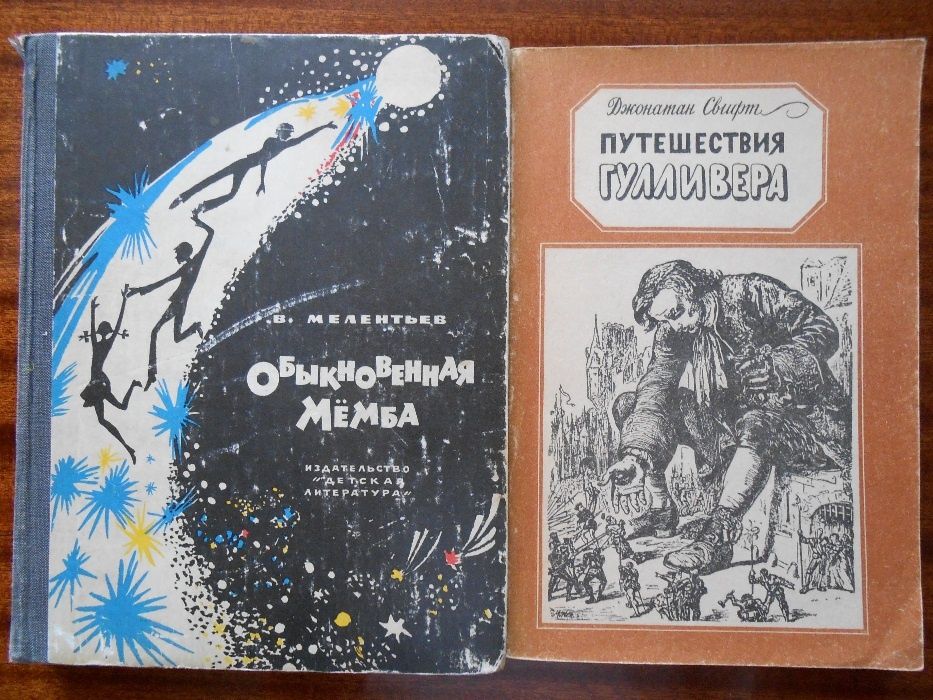 В. МЕЛЕНТЬЕВ
ОБЫКНОВЕННАЯ
МЁМБА
ИЗДАТЕЛЬСТВО
"ДЕТСКАЯ
ЛИТЕРАТУРА"
Джонатан Свифт
ПУТЕШЕСТВИЯ
ГУЛЛИВЕРА